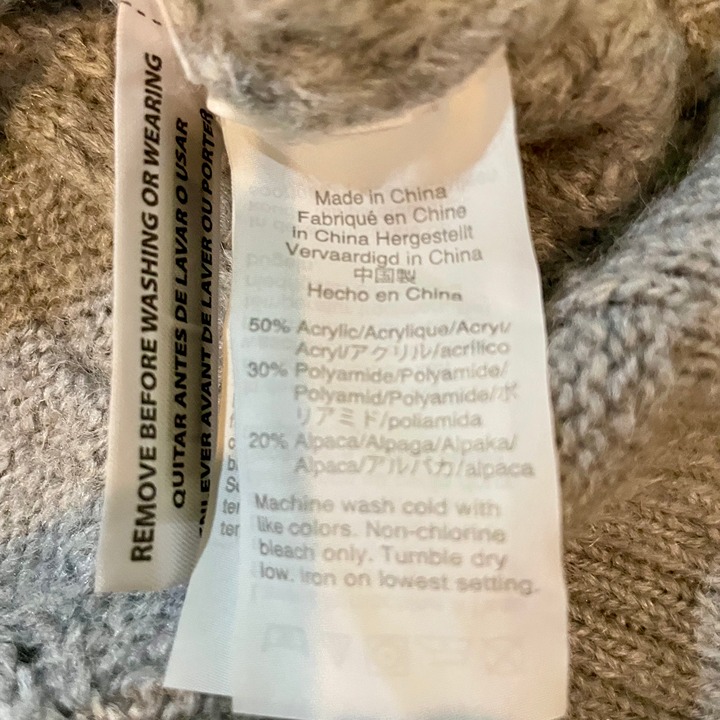 REMOVE BEFORE WASHING OR WEARING
QUITAR ANTES DE LAVAR O USAR
ENLEVER AVANT DE LAVER OU PORTER
Made in China
Fabriqué en Chine
In China Hergestellt
Vervaardigd in China
中国製
Hecho en China
50% Acrylic/Acrylique/Acryl/
Acryl/アクリル/acrílico
30% Polyamide/Polyamide/
Polyamid/Polyamide/ポ
リアミド/poliamida
20% Alpaca/Alpaga/Alpaka/
Alpaca/アルパカ/alpaca
Machine wash cold with
like colors. Non-chlorine
bleach only. Tumble dry
low. Iron on lowest setting.